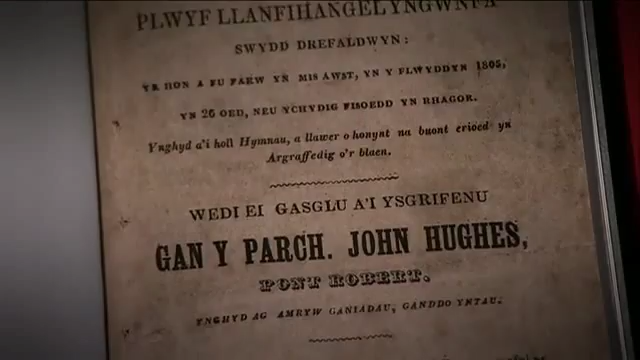 PLWYF LLANFIHANGEL YNGWNFA
SWYDD DREFALDWYN:
YR HON A FU FARW YN MIS AWST, YN Y FLWYDDYN 1805,
YN 26 OED, NEU YCHYDIG FISOEDD YN RHAGOR.
Ynghyd a'i holl Hymnau, a llawer o honynt na buont erioed yn
Argraffedig o'r blaen.
WEDI EI GASGLU A'I YSGRIFENU
GAN Y PARCH. JOHN HUGHES,
PONT ROBERT.
YNGHYD AG AMRYW GANIADAU, GANDDO YNTAU.